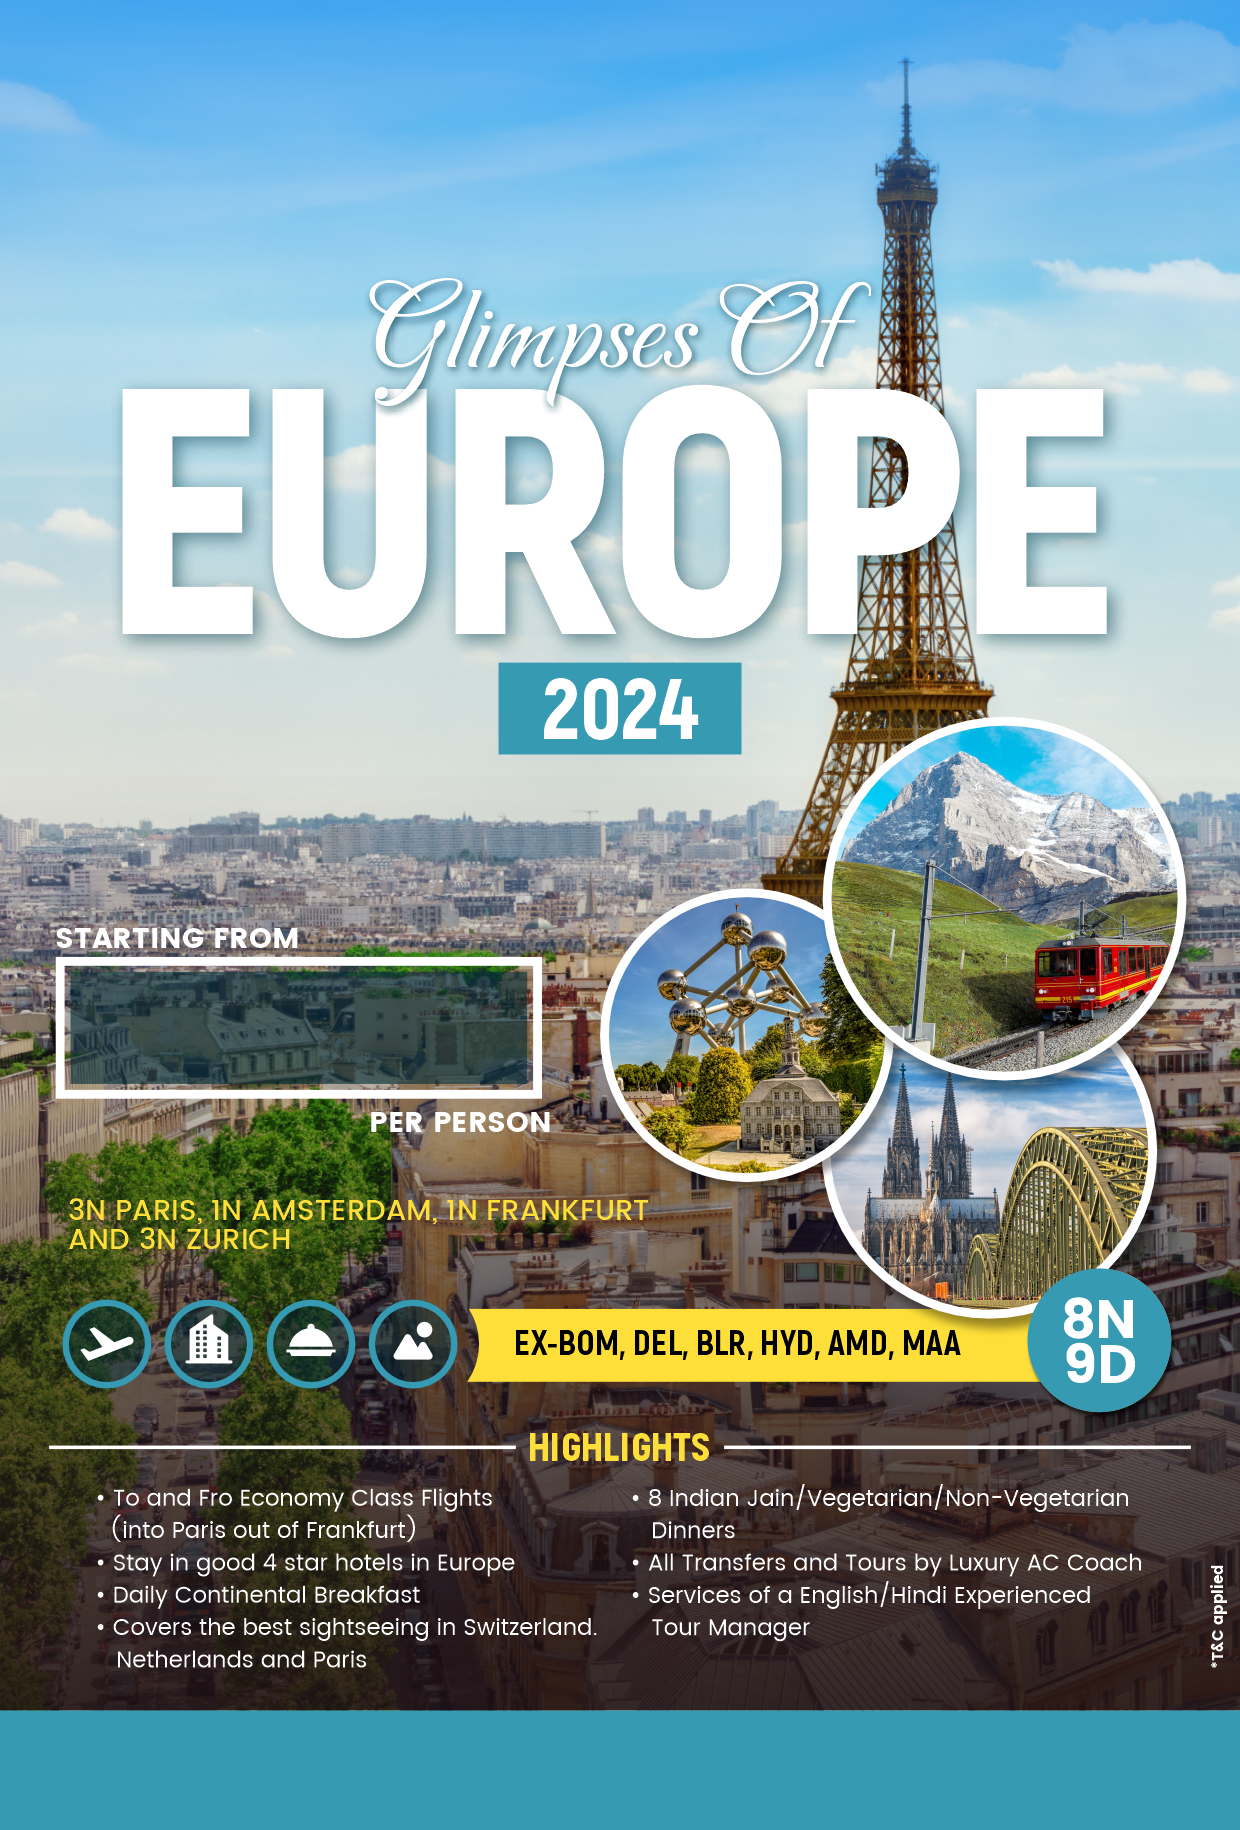 Glimpses Of
EUROPE
2024
STARTING FROM
PER PERSON
3N PARIS, 1N AMSTERDAM, 1N FRANKFURT
AND 3N ZURICH
EX-BOM, DEL, BLR, HYD, AMD, MAA
8N
9D
HIGHLIGHTS
• To and Fro Economy Class Flights
(into Paris out of Frankfurt)
• Stay in good 4 star hotels in Europe
• Daily Continental Breakfast
• Covers the best sightseeing in Switzerland.
Netherlands and Paris
• 8 Indian Jain/Vegetarian/Non-Vegetarian
Dinners
• All Transfers and Tours by Luxury AC Coach
• Services of a English/Hindi Experienced
Tour Manager
*T&C applied
215